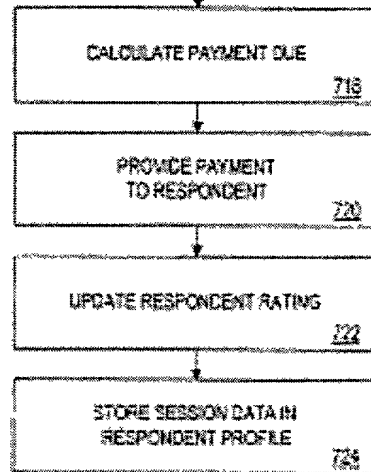 CALCULATE PAYMENT DUE
718
PROVIDE PAYMENT
TO RESPONDENT
720
UPDATE RESPONDENT RATING
722
STORE SESSION DATA IN
RESPONDENT PROFILE
724